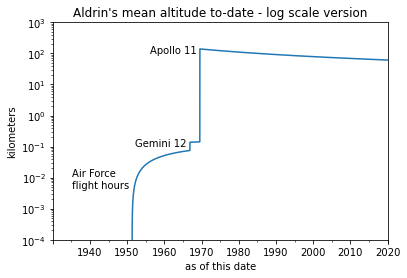 Aldrin's mean altitude to-date - log scale version
kilometers
10³
10²
10¹
10⁰
10⁻¹
10⁻²
10⁻³
10⁻⁴
Apollo 11
Gemini 12
Air Force
flight hours
1940 1950 1960 1970 1980 1990 2000 2010 2020
as of this date